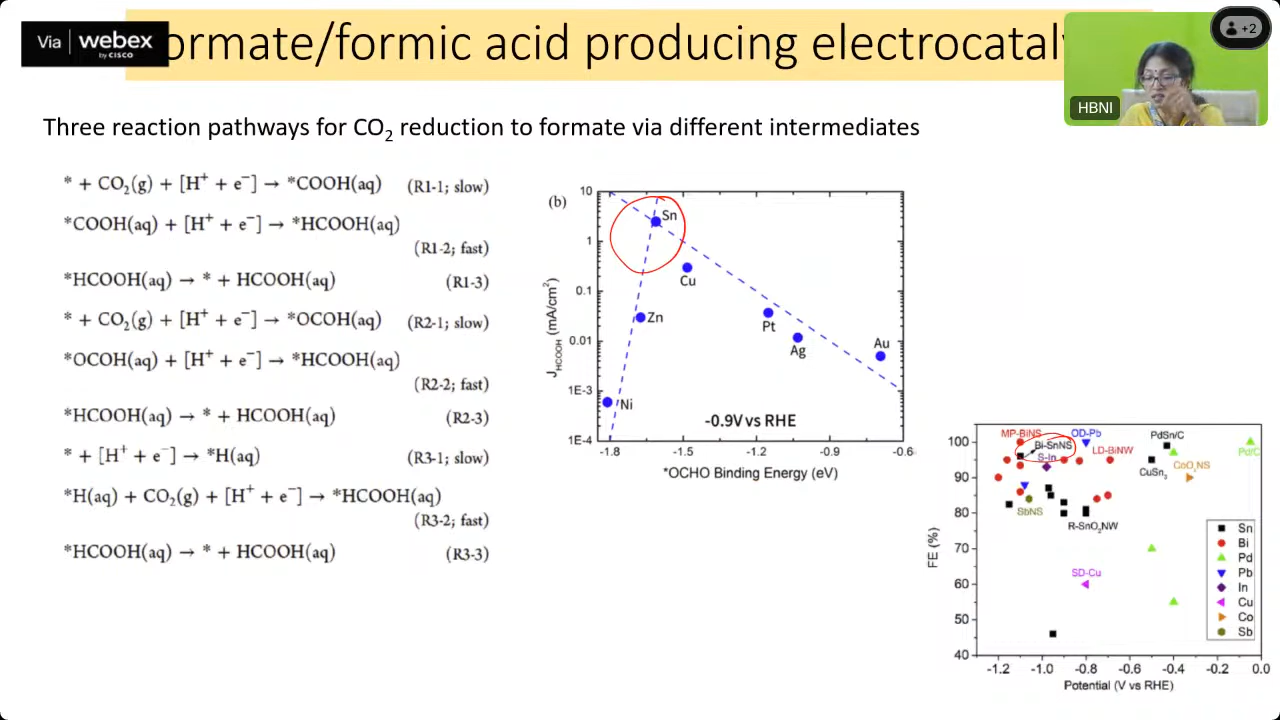 Via webex
by CISCO
ormate/formic acid producing electrocataly
+2
HBNI
Three reaction pathways for CO₂ reduction to formate via different intermediates
* + CO₂(g) + [H⁺ + e⁻] → *COOH(aq) (R1-1; slow)
*COOH(aq) + [H⁺ + e⁻] → *HCOOH(aq)
(R1-2; fast)
*HCOOH(aq) → * + HCOOH(aq) (R1-3)
* + CO₂(g) + [H⁺ + e⁻] → *OCOH(aq) (R2-1; slow)
*OCOH(aq) + [H⁺ + e⁻] → *HCOOH(aq)
(R2-2; fast)
*HCOOH(aq) → * + HCOOH(aq) (R2-3)
* + [H⁺ + e⁻] → *H(aq) (R3-1; slow)
*H(aq) + CO₂(g) + [H⁺ + e⁻] → *HCOOH(aq)
(R3-2; fast)
*HCOOH(aq) → * + HCOOH(aq) (R3-3)
(b)
10
1
0.1
0.01
1E-3
1E-4
J_HCOOH (mA/cm²)
Sn
Cu
Zn
Pt
Ag
Au
Ni
-0.9V vs RHE
-1.8 -1.5 -1.2 -0.9 -0.6
*OCHO Binding Energy (eV)
100
90
80
70
60
50
40
FE (%)
MP-BiNS
Bi-SnNS
S-In
OD-Pb
LD-BiNW
PdSn/C
CuSn₃
CoOₓNS
Pd/C
SbNS
R-SnO₂NW
SD-Cu
Sn
Bi
Pd
Pb
In
Cu
Co
Sb
-1.2 -1.0 -0.8 -0.6 -0.4 -0.2 0.0
Potential (V vs RHE)